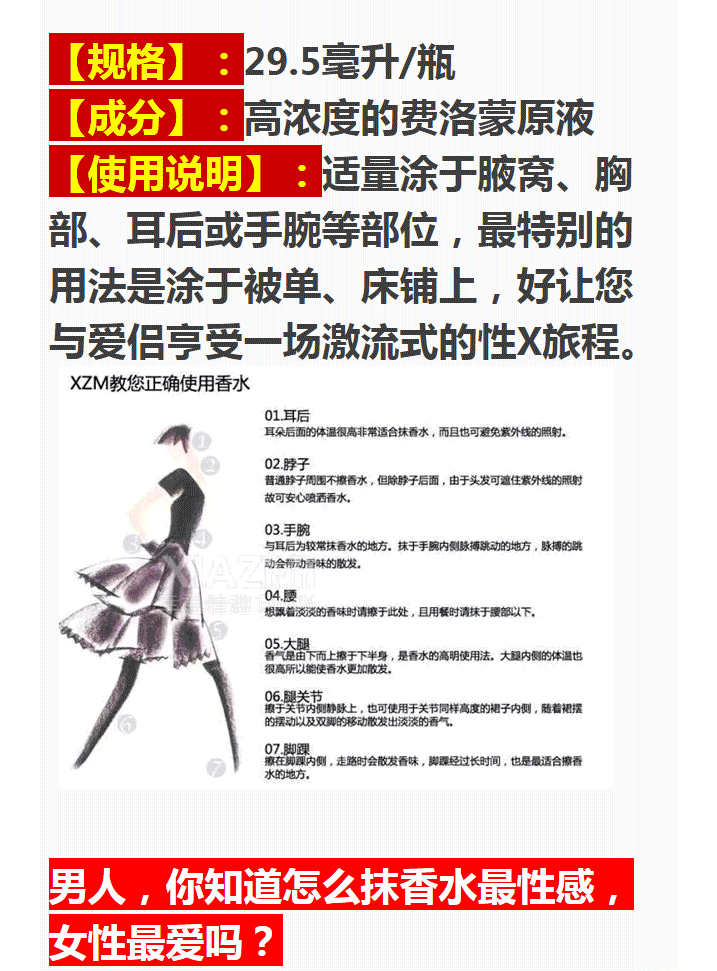 【规格】：29.5毫升/瓶
【成分】：高浓度的费洛蒙原液
【使用说明】：适量涂于腋窝、胸
部、耳后或手腕等部位，最特别的
用法是涂于被单、床铺上，好让您
与爱侣亨受一场激流式的性X旅程。
XZM教您正确使用香水
01.耳后
耳朵后面的体温很高非常适合抹香水，而且也可避免紫外线的照射。
02.脖子
普通脖子周围不擦香水，但除脖子后面，由于头发可遮住紫外线的照射
故可安心喷洒香水。
03.手腕
与耳后为较常抹香水的地方。抹于手腕内侧脉搏跳动的地方，脉搏的跳
动会带动香味的散发。
04.腰
想飘着淡淡的香味时请擦于此处，且用餐时请抹于腰部以下。
05.大腿
香气是由下而上擦于下半身，是香水的高明使用法。大腿内侧的体温也
很高所以能使香水更加散发。
06.腿关节
擦于关节内侧静脉上，也可使用于关节同样高度的裙子内侧，随着裙摆
的摆动以及双脚的移动散发出淡淡的香气。
07.脚踝
擦在脚踝内侧，走路时会散发香味，脚踝经过长时间，也是最适合擦香
水的地方。
1
2
3
4
5
6
7
男人，你知道怎么抹香水最性感，
女性最爱吗？